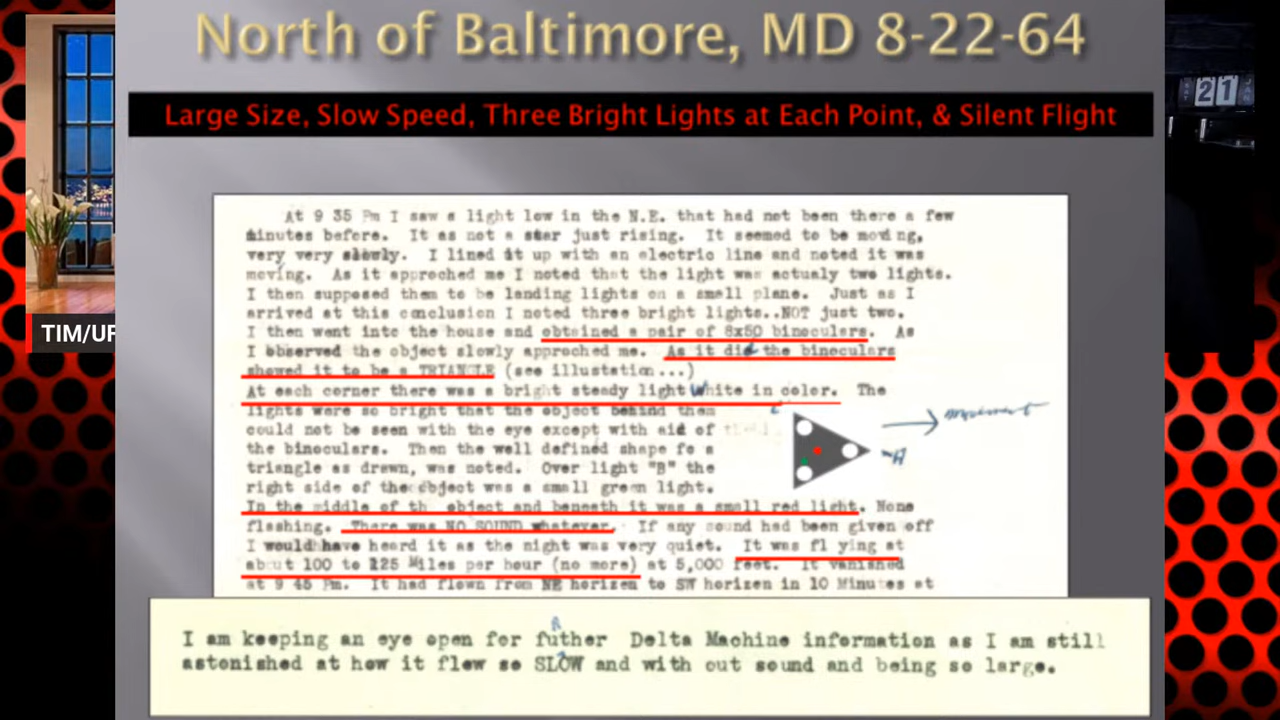 North of Baltimore, MD 8-22-64
Large Size, Slow Speed, Three Bright Lights at Each Point, & Silent Flight
21
TIM/UF
At 9 35 Pm I saw a light low in the N.E. that had not been there a few
minutes before. It as not a star just rising. It seemed to be moving,
very very slowly. I lined it up with an electric line and noted it was
moving. As it approched me I noted that the light was actualy two lights.
I then supposed them to be landing lights on a small plane. Just as I
arrived at this conclusion I noted three bright lights..NOT just two.
I then went into the house and obtained a pair of 8x50 binoculars. As
I observed the object slowly approched me. As it did the binoculars
showed it to be a TRIANGLE (see illustation...)
At each corner there was a bright steady light White in color. The
lights were so bright that the object behind them
could not be seen with the eye except with aid of
the binoculars. Then the well defined shape fo a
triangle as drawn, was noted. Over light "B" the
right side of the object was a small green light.
In the middle of th object and beneath it was a small red light. None
flashing. There was NO SOUND whatever. If any sound had been given off
I would have heard it as the night was very quiet. It was fl ying at
about 100 to 125 Miles per hour (no more) at 5,000 feet. It vanished
at 9 45 Pm. It had flown from NE horizen to SW horizen in 10 Minutes at
movement
A
I am keeping an eye open for futher Delta Machine information as I am still
astonished at how it flew so SLOW and with out sound and being so large.